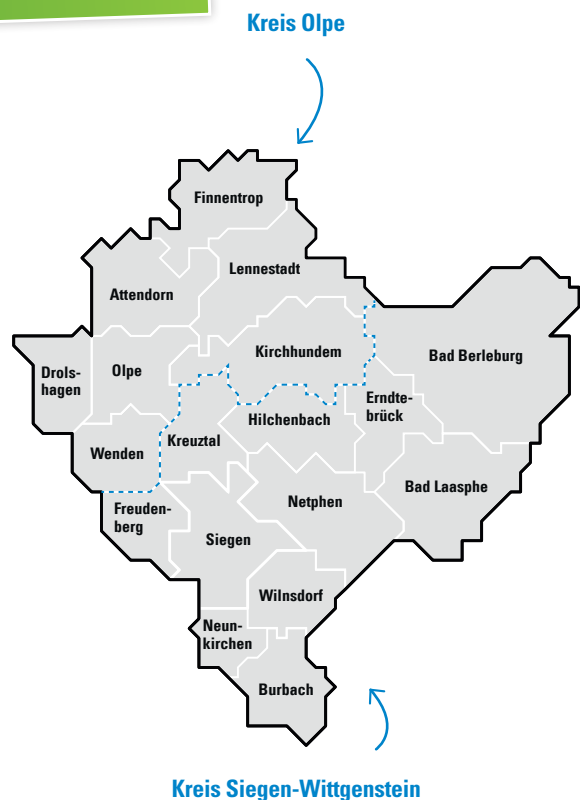 Kreis Olpe
Finnentrop
Lennestadt
Attendorn
Kirchhundem
Bad Berleburg
Drols-
hagen
Olpe
Erndte-
brück
Hilchenbach
Kreuztal
Wenden
Bad Laasphe
Netphen
Freuden-
berg
Siegen
Wilnsdorf
Neun-
kirchen
Burbach
Kreis Siegen-Wittgenstein